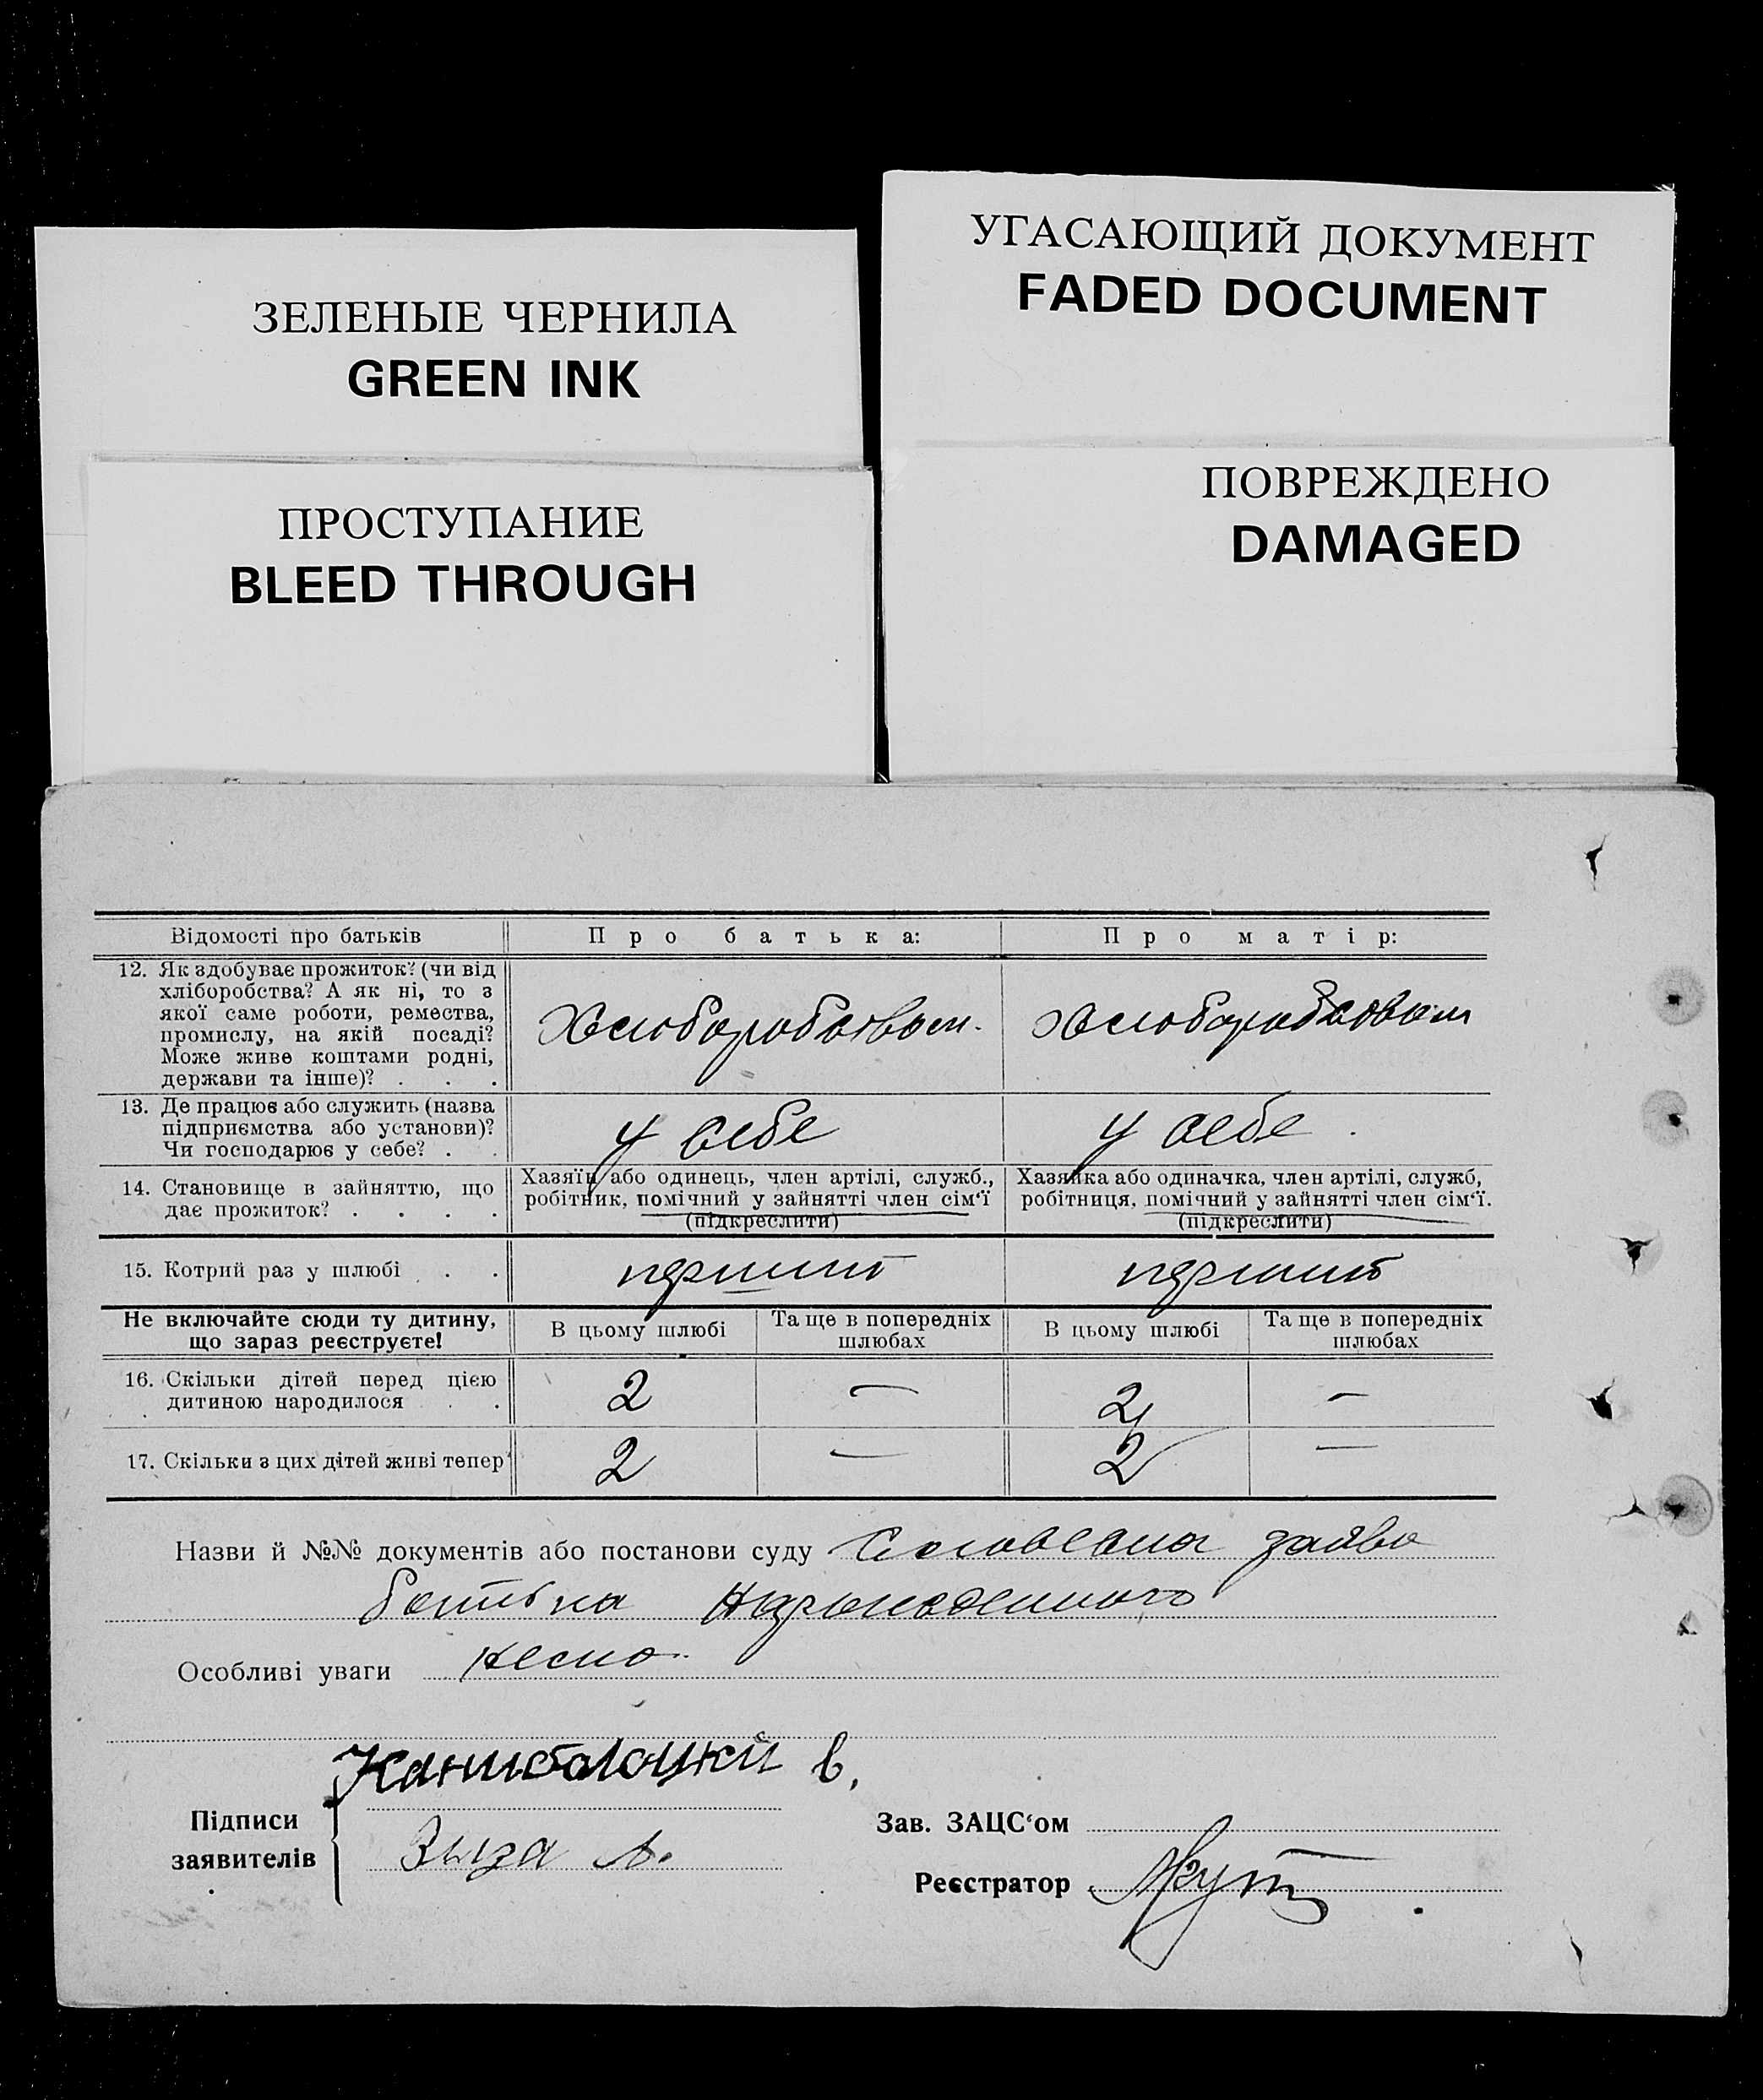 ЗЕЛЕНЫЕ ЧЕРНИЛА
GREEN INK
ПРОСТУПАНИЕ
BLEED THROUGH
УГАСАЮЩИЙ ДОКУМЕНТ
FADED DOCUMENT
ПОВРЕЖДЕНО
DAMAGED
Відомості про батьків Про батька: Про матір:
12. Як здобуває прожиток? (чи від
хліборобства? А як ні, то з
якої саме роботи, ремества,
промислу, на якій посаді?
Може живе коштами родні,
держави та інше)? . . .
13. Де працює або служить (назва
підприємства або установи)?
Чи господарює у себе? . .
у себе у себе.
14. Становище в зайняттю, що
дає прожиток? . . . .
Хазяїн або одинець, член артілі, служб.,
робітник, помічний у зайнятті член сім'ї
(підкреслити)
Хазяйка або одиначка, член артілі, служб,
робітниця, помічний у зайнятті член сім'ї.
(підкреслити)
15. Котрий раз у шлюбі . .
Не включайте сюди ту дитину,
що зараз реєструєте!
В цьому шлюбі
Та ще в попередніх
шлюбах
В цьому шлюбі
Та ще в попередніх
шлюбах
16. Скільки дітей перед цією
дитиною народилося . .
2 — 2 —
17. Скільки з цих дітей живі тепер 2 — 2 —
Назви й №№ документів або постанови суду заява
батька
Особливі уваги
Підписи
заявителів
Зав. ЗАЦС'ом
Реєстратор